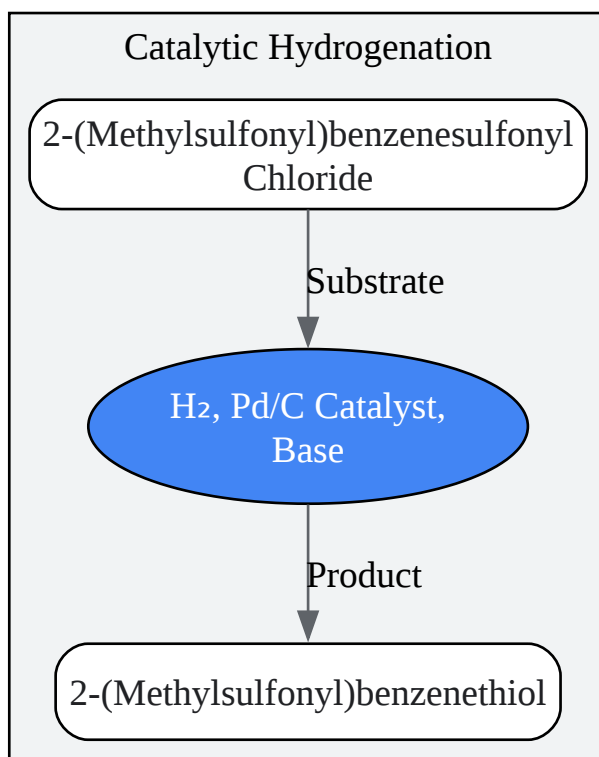 Catalytic Hydrogenation
2-(Methylsulfonyl)benzenesulfonyl
Chloride
Substrate
H₂, Pd/C Catalyst,
Base
Product
2-(Methylsulfonyl)benzenethiol